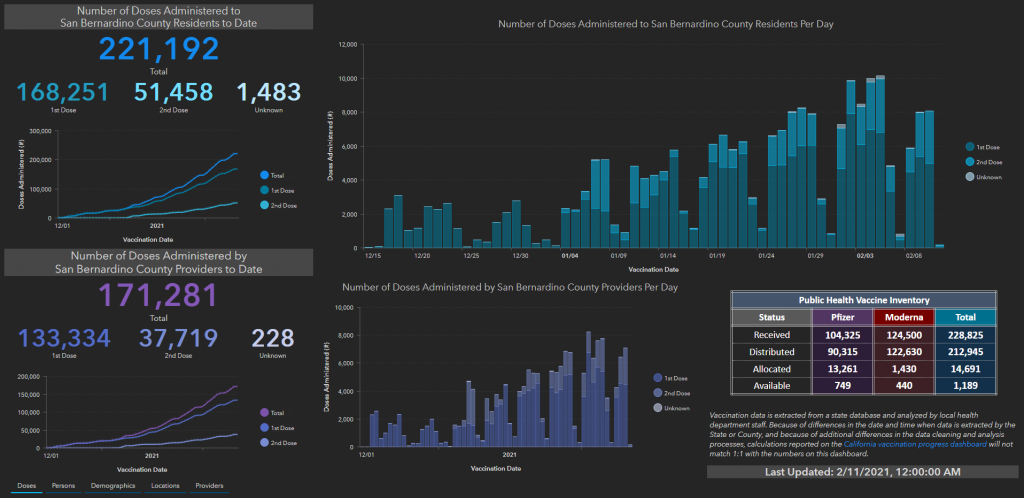 Number of Doses Administered to
San Bernardino County Residents to Date
221,192
Total
168,251
1st Dose
51,458
2nd Dose
1,483
Unknown
Doses Administered (#)
300,000
200,000
100,000
0
12/01
2021
Vaccination Date
Total
1st Dose
2nd Dose
Number of Doses Administered by
San Bernardino County Providers to Date
171,281
Total
133,334
1st Dose
37,719
2nd Dose
228
Unknown
Doses Administered (#)
200,000
150,000
100,000
50,000
0
12/01
2021
Vaccination Date
Total
1st Dose
2nd Dose
Doses Persons Demographics Locations Providers
Number of Doses Administered to San Bernardino County Residents Per Day
Doses Administered (#)
12,000
10,000
8,000
6,000
4,000
2,000
0
12/15 12/20 12/25 12/30 01/04 01/09 01/14 01/19 01/24 01/29 02/03 02/08
Vaccination Date
1st Dose
2nd Dose
Unknown
Number of Doses Administered by San Bernardino County Providers Per Day
Doses Administered (#)
10,000
8,000
6,000
4,000
2,000
0
12/01 2021
Vaccination Date
1st Dose
2nd Dose
Unknown
Public Health Vaccine Inventory
Status Pfizer Moderna Total
Received 104,325 124,500 228,825
Distributed 90,315 122,630 212,945
Allocated 13,261 1,430 14,691
Available 749 440 1,189
Vaccination data is extracted from a state database and analyzed by local health
department staff. Because of differences in the date and time when data is extracted by the
State or County, and because of additional differences in the data cleaning and analysis
processes, calculations reported on the California vaccination progress dashboard will not
match 1:1 with the numbers on this dashboard.
Last Updated: 2/11/2021, 12:00:00 AM